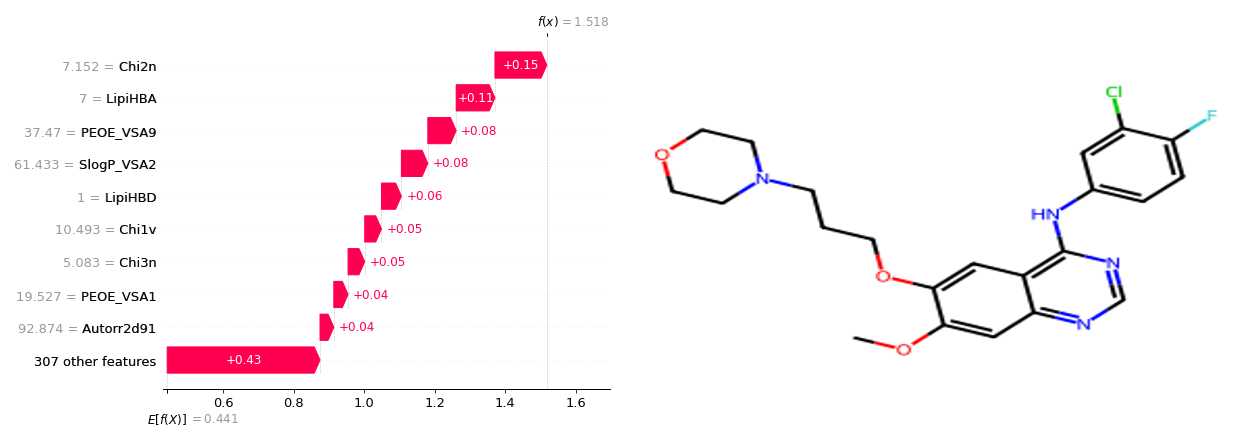 f(x) = 1.518
7.152 = Chi2n
+0.15
7 = LipiHBA
+0.11
37.47 = PEOE_VSA9
+0.08
61.433 = SlogP_VSA2
+0.08
1 = LipiHBD
+0.06
10.493 = Chi1v
+0.05
5.083 = Chi3n
+0.05
19.527 = PEOE_VSA1
+0.04
92.874 = Autorr2d91
+0.04
307 other features
+0.43
0.6 0.8 1.0 1.2 1.4 1.6
E[f(X)] = 0.441
Cl
F
O
N
HN
N
O
N
O